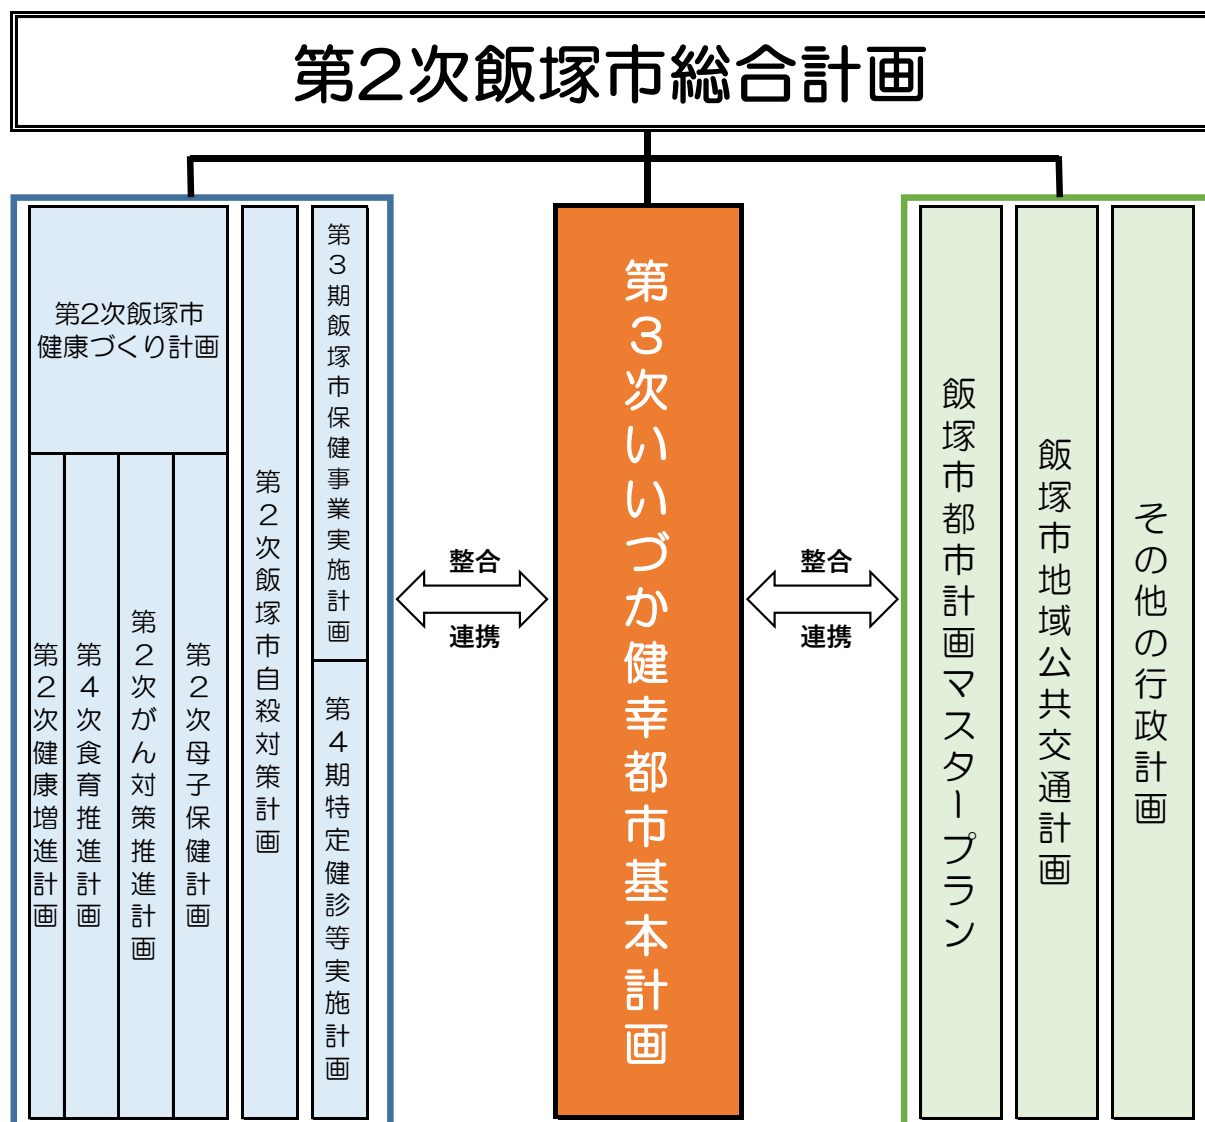 第2次飯塚市総合計画
第2次飯塚市
健康づくり計画
第2次健康増進計画
第4次食育推進計画
第2次がん対策推進計画
第2次母子保健計画
第2次飯塚市自殺対策計画
第3期飯塚市保健事業実施計画
第4期特定健診等実施計画
整合
連携
第3次いいづか健幸都市基本計画
整合
連携
飯塚市都市計画マスタープラン
飯塚市地域公共交通計画
その他の行政計画